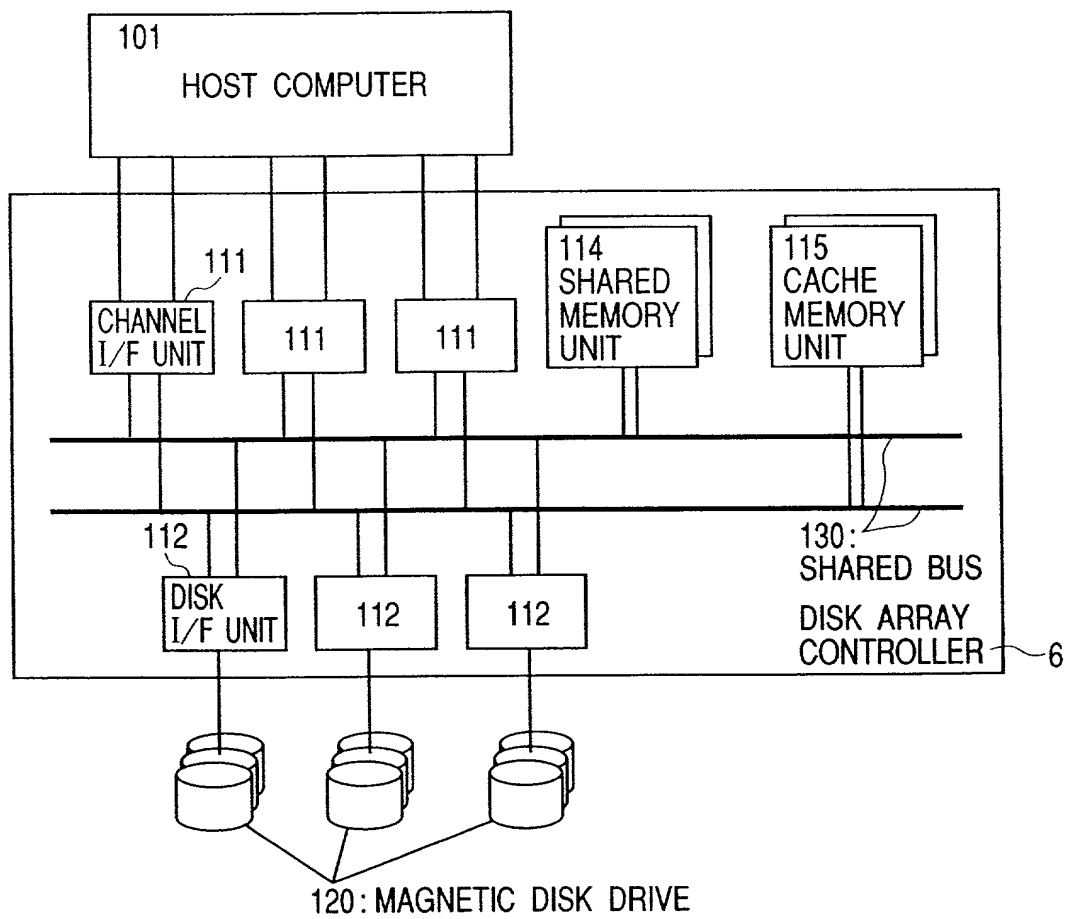 101
HOST COMPUTER
111
CHANNEL
I/F UNIT
111
111
114
SHARED
MEMORY
UNIT
115
CACHE
MEMORY
UNIT
112
DISK
I/F UNIT
112
112
130:
SHARED BUS
DISK ARRAY
CONTROLLER
6
120: MAGNETIC DISK DRIVE